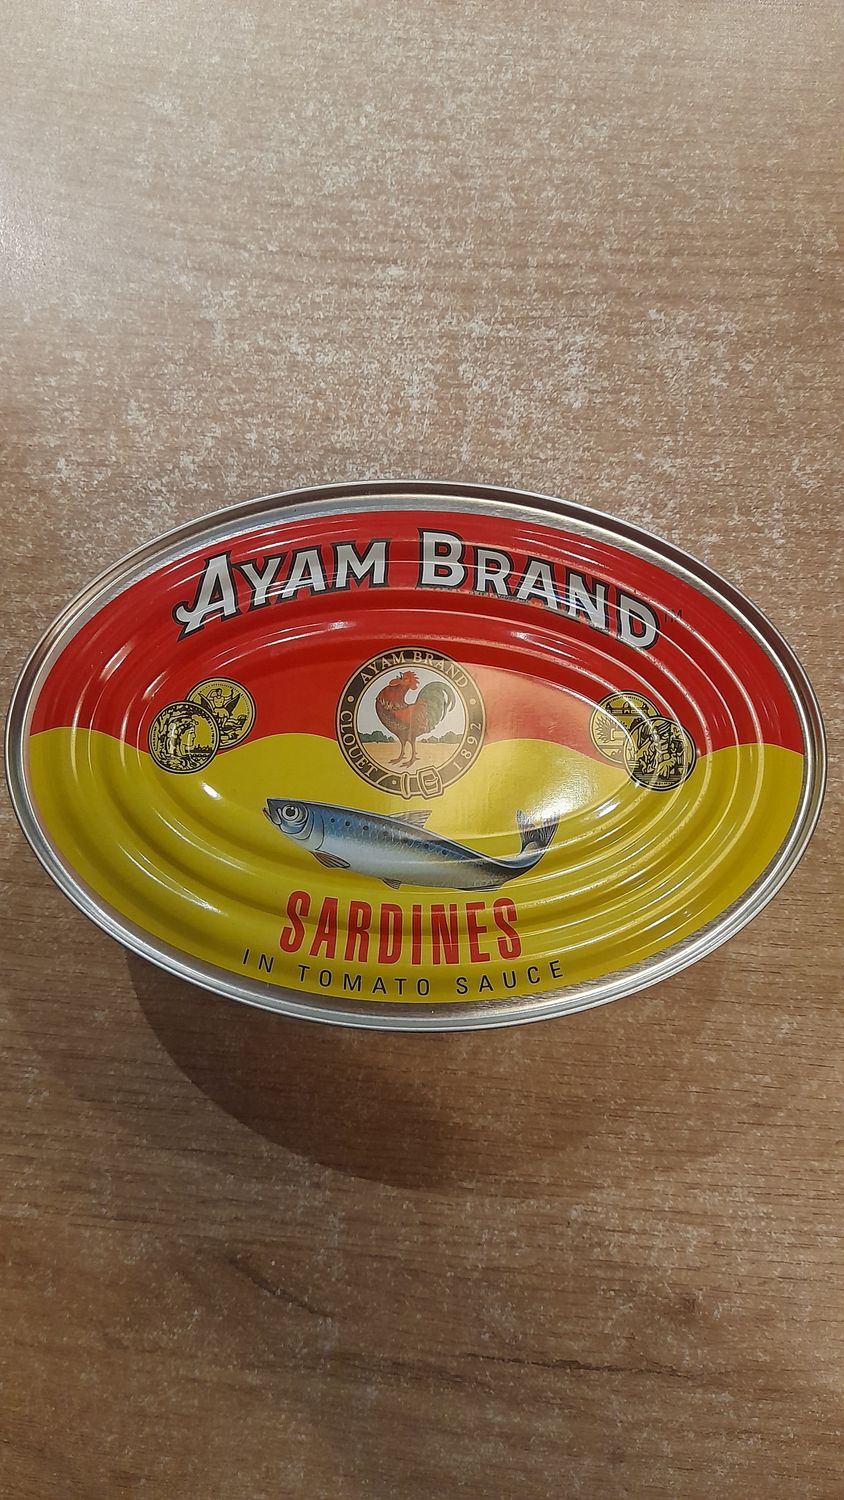 AYAM BRAND™
AYAM BRAND
CLOUET
1892
SARDINES
IN TOMATO SAUCE